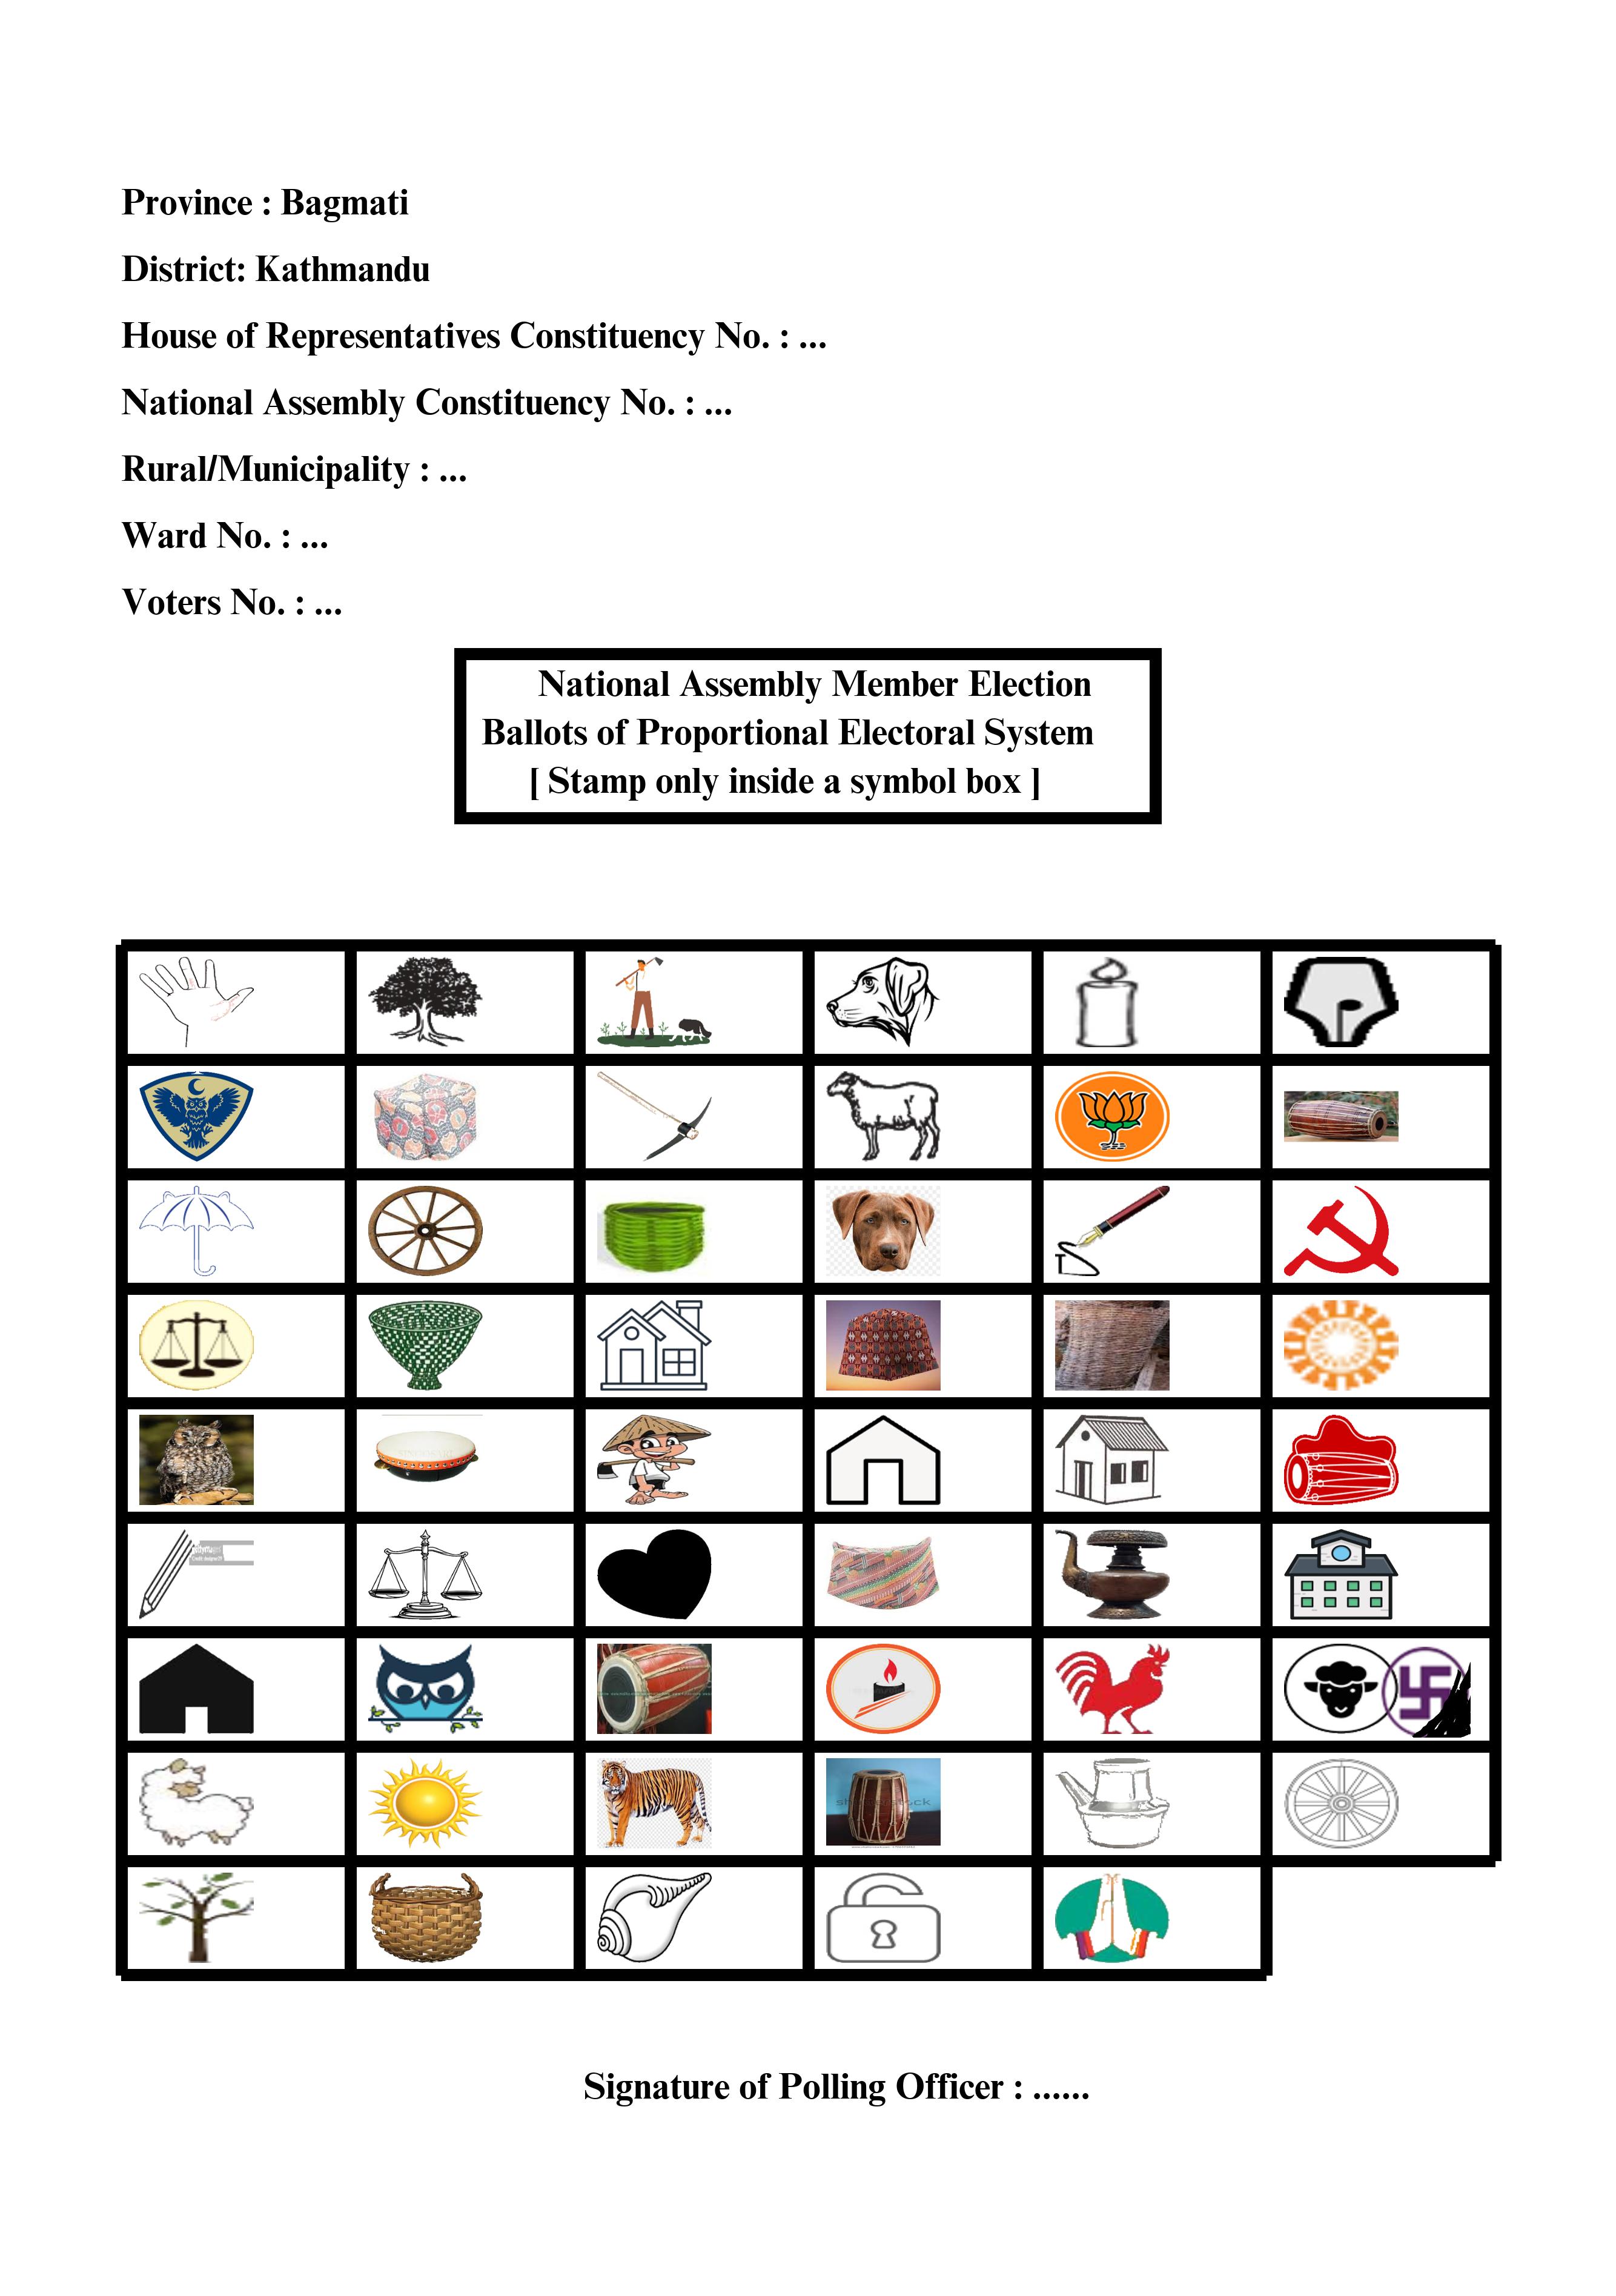 Province : Bagmati
District: Kathmandu
House of Representatives Constituency No. : ...
National Assembly Constituency No. : ...
Rural/Municipality : ...
Ward No. : ...
Voters No. : ...
National Assembly Member Election
Ballots of Proportional Electoral System
[ Stamp only inside a symbol box ]
Signature of Polling Officer : ......